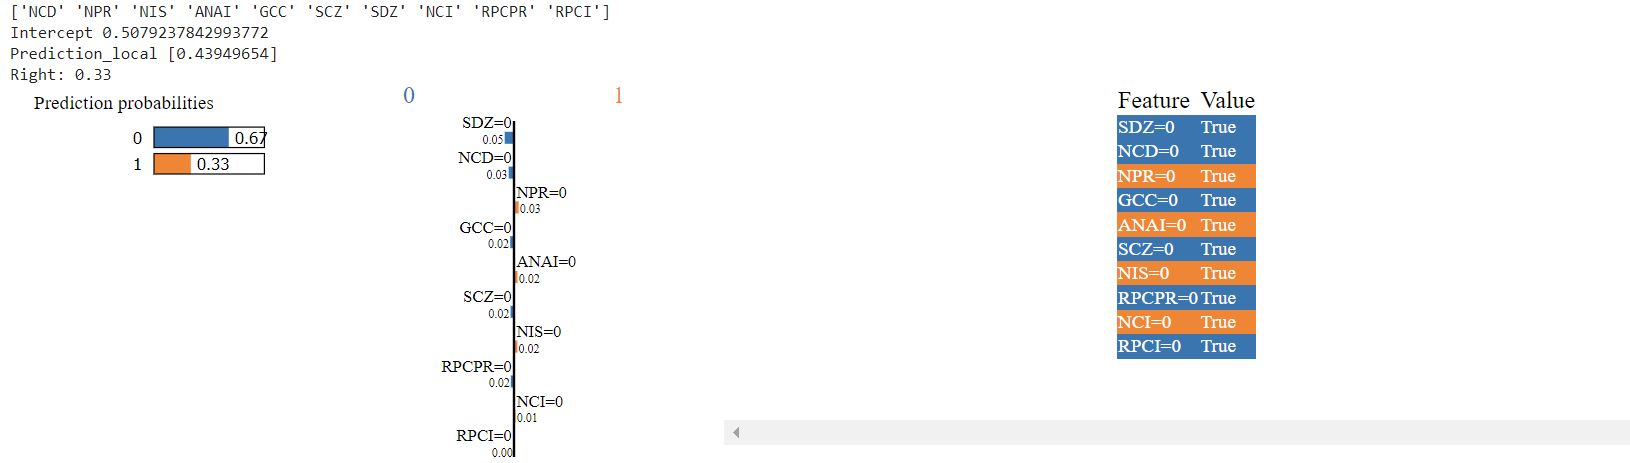 ['NCD' 'NPR' 'NIS' 'ANAI' 'GCC' 'SCZ' 'SDZ' 'NCI' 'RPCPR' 'RPCI']
Intercept 0.5079237842993772
Prediction_local [0.43949654]
Right: 0.33
Prediction probabilities
0 0.67
1 0.33
0 1
SDZ=0
0.05
NCD=0
0.03
NPR=0
0.03
GCC=0
0.02
ANAI=0
0.02
SCZ=0
0.02
NIS=0
0.02
RPCPR=0
0.02
NCI=0
0.01
RPCI=0
0.00
Feature Value
SDZ=0 True
NCD=0 True
NPR=0 True
GCC=0 True
ANAI=0 True
SCZ=0 True
NIS=0 True
RPCPR=0 True
NCI=0 True
RPCI=0 True